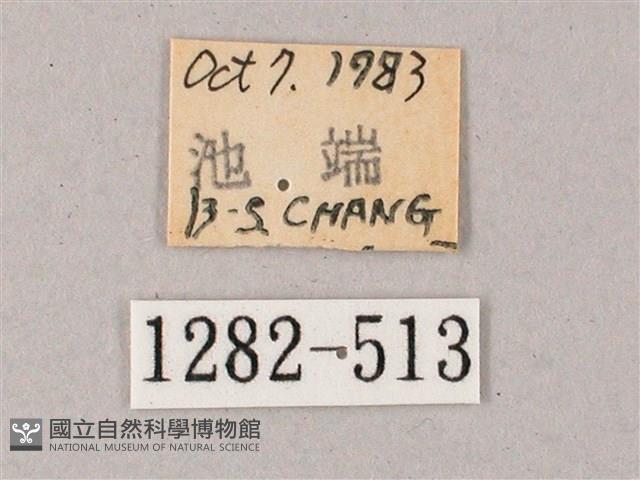 Oct 7. 1983
池端
B-S CHANG
1282-513
國立自然科學博物館
NATIONAL MUSEUM OF NATURAL SCIENCE